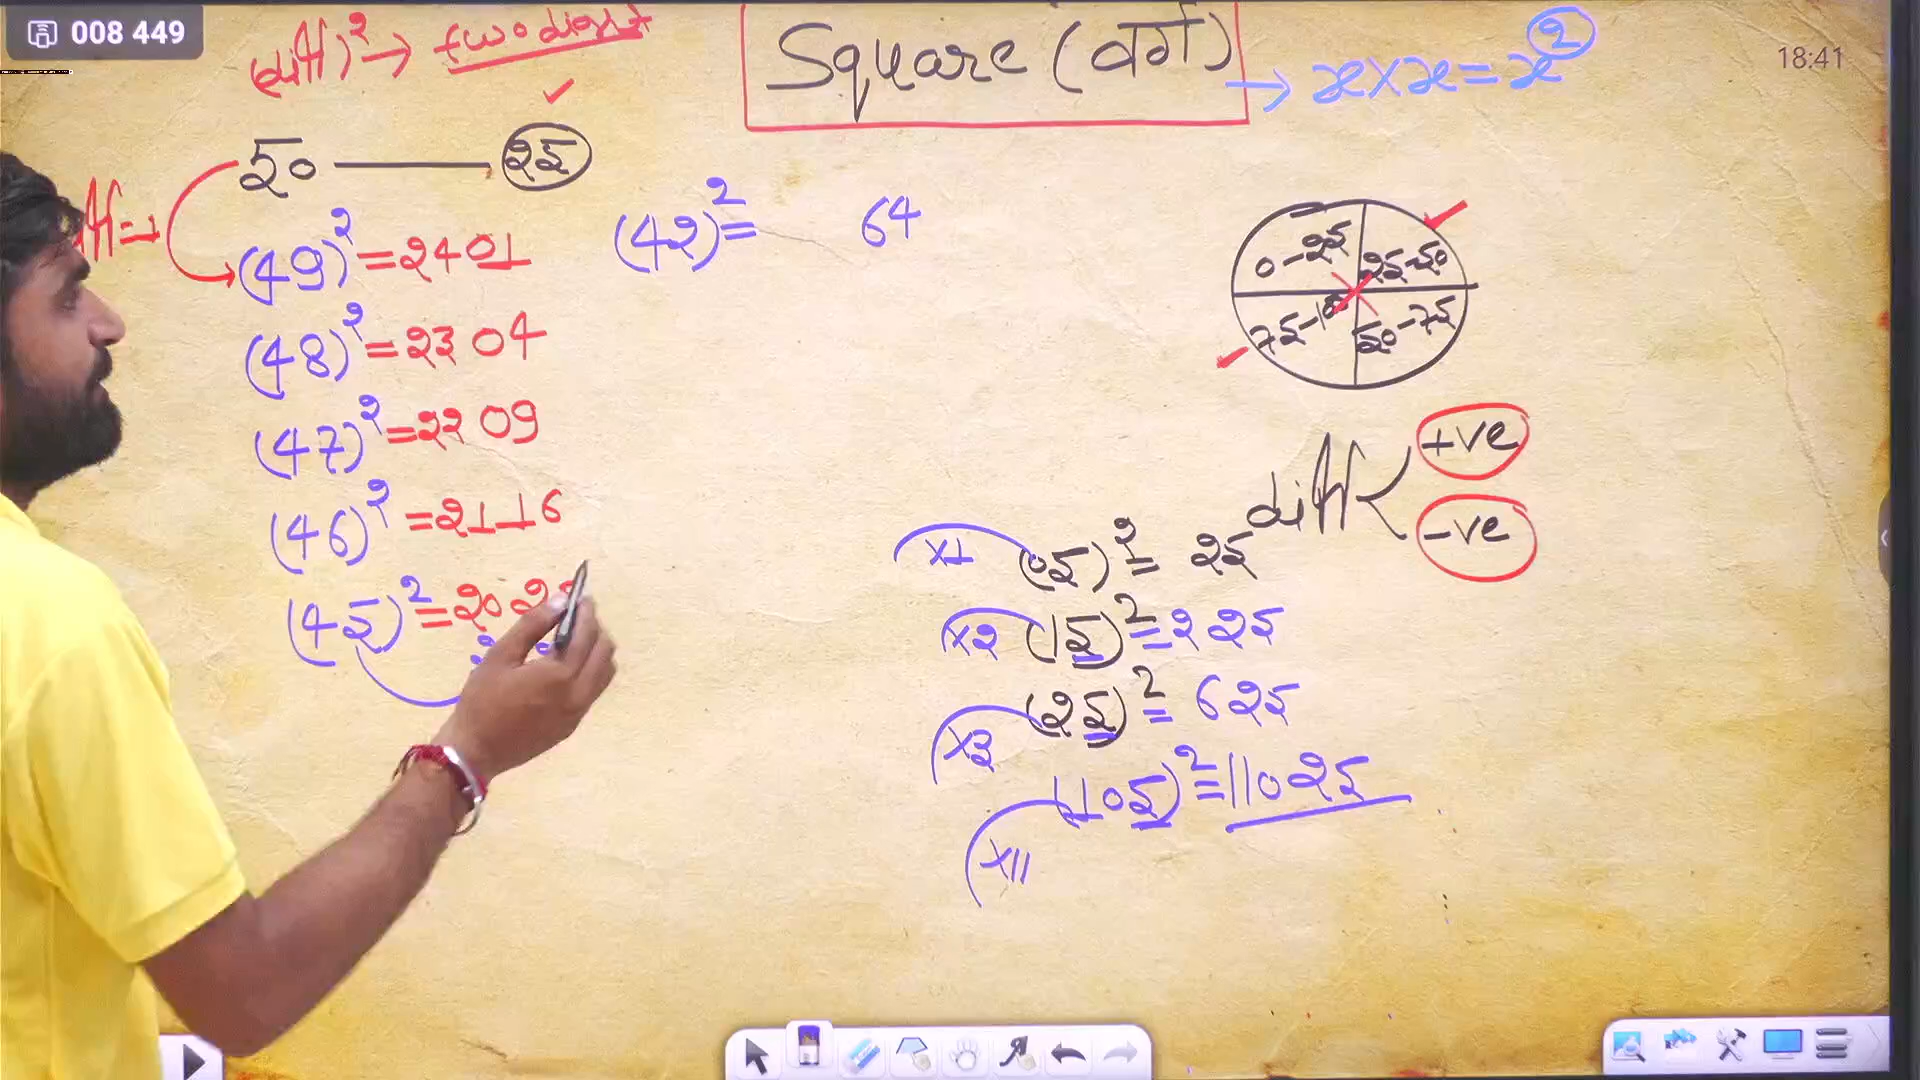 008 449
(diff)² → two digit
Square (वर्ग) → x×x=x²
18:41
50 — 25
diff=1
(49)²=2401
(42)²= 64
(48)²=2304
(47)²=2209
(46)²=2116
(45)²=202
0-25 25-50
75-1 50-75
diff +ve
-ve
×1 (05)²= 25
×2 (15)²=225
×3 (25)²=625
×11 (105)²=11025